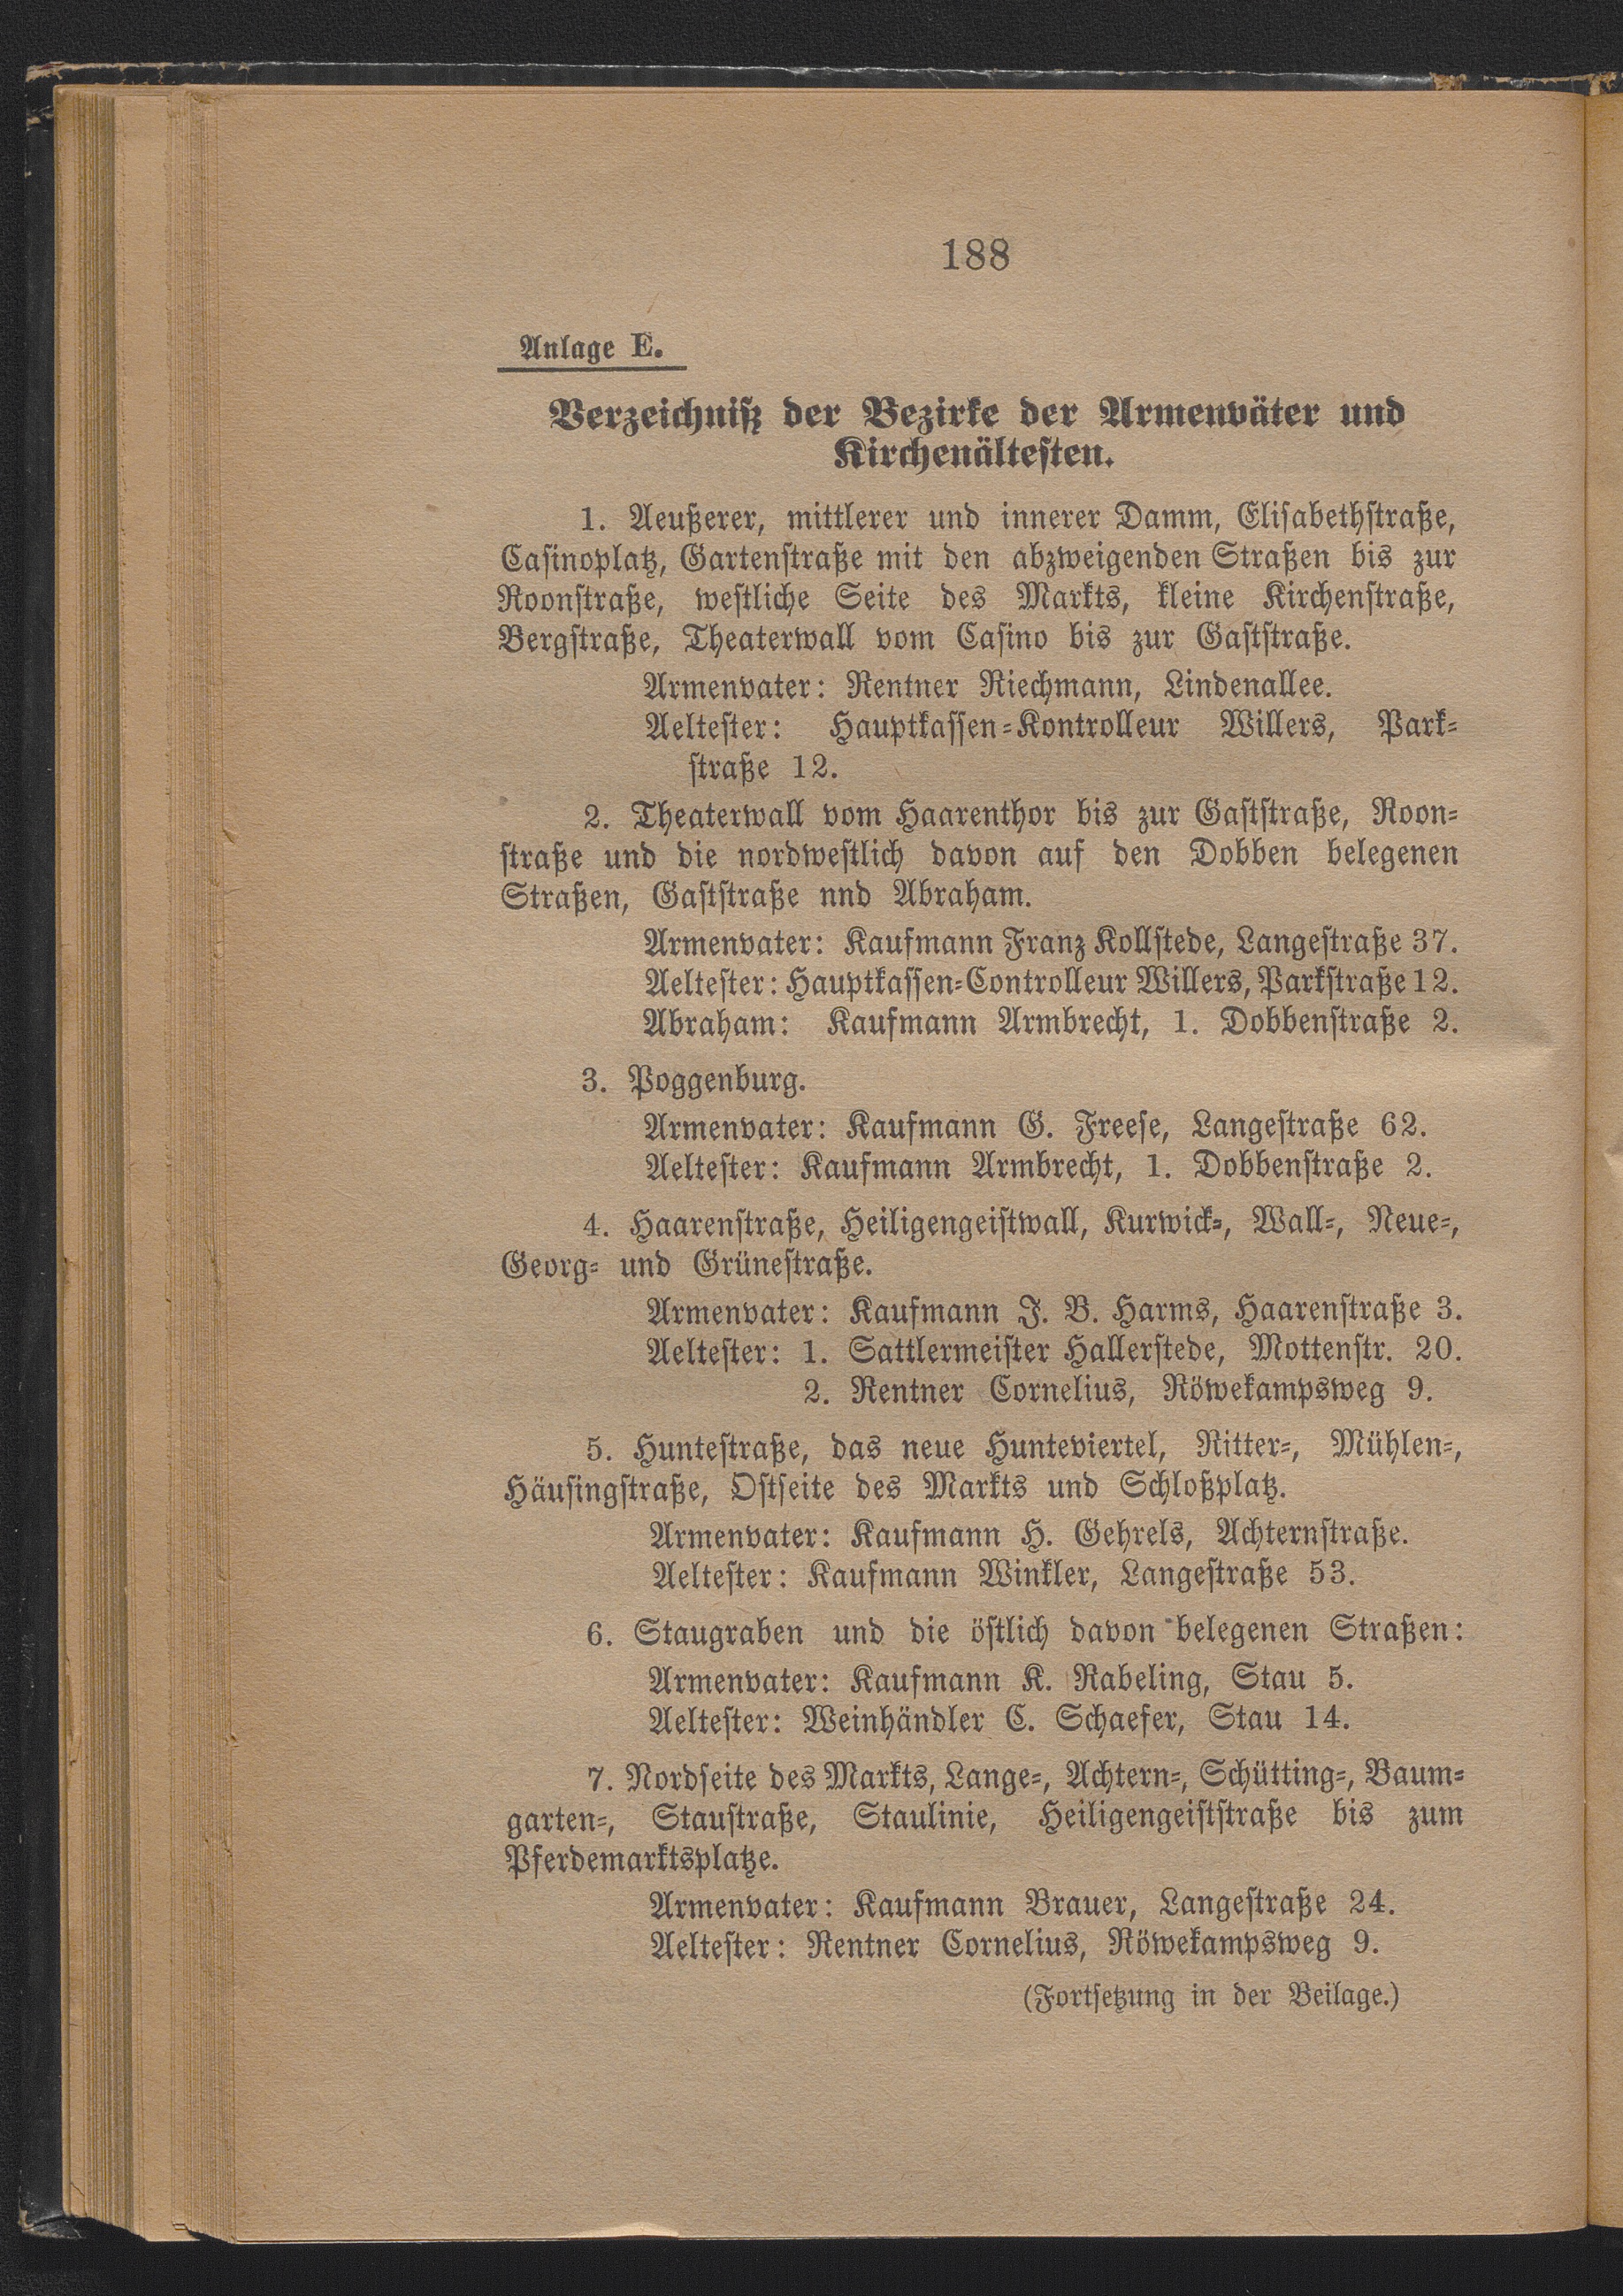 188
Anlage E.
Verzeichniß der Bezirke der Armenväter und
Kirchenältesten.
1. Aeußerer, mittlerer und innerer Damm, Elisabethstraße,
Casinoplatz, Gartenstraße mit den abzweigenden Straßen bis zur
Roonstraße, westliche Seite des Markts, kleine Kirchenstraße,
Bergstraße, Theaterwall vom Casino bis zur Gaststraße.
Armenvater: Rentner Riechmann, Lindenallee.
Aeltester: Hauptkassen-Kontrolleur Willers, Park-
straße 12.
2. Theaterwall vom Haarenthor bis zur Gaststraße, Roon-
straße und die nordwestlich davon auf den Dobben belegenen
Straßen, Gaststraße nnd Abraham.
Armenvater: Kaufmann Franz Kollstede, Langestraße 37.
Aeltester: Hauptkassen-Controlleur Willers, Parkstraße 12.
Abraham: Kaufmann Armbrecht, 1. Dobbenstraße 2.
3. Poggenburg.
Armenvater: Kaufmann G. Freese, Langestraße 62.
Aeltester: Kaufmann Armbrecht, 1. Dobbenstraße 2.
4. Haarenstraße, Heiligengeistwall, Kurwick-, Wall-, Neue-,
Georg- und Grünestraße.
Armenvater: Kaufmann J. B. Harms, Haarenstraße 3.
Aeltester: 1. Sattlermeister Hallerstede, Mottenstr. 20.
2. Rentner Cornelius, Röwekampsweg 9.
5. Huntestraße, das neue Hunteviertel, Ritter-, Mühlen-,
Häusingstraße, Ostseite des Markts und Schloßplatz.
Armenvater: Kaufmann H. Gehrels, Achternstraße.
Aeltester: Kaufmann Winkler, Langestraße 53.
6. Staugraben und die östlich davon belegenen Straßen:
Armenvater: Kaufmann K. Rabeling, Stau 5.
Aeltester: Weinhändler C. Schaefer, Stau 14.
7. Nordseite des Markts, Lange-, Achtern-, Schütting-, Baum-
garten-, Staustraße, Staulinie, Heiligengeiststraße bis zum
Pferdemarktsplatze.
Armenvater: Kaufmann Brauer, Langestraße 24.
Aeltester: Rentner Cornelius, Röwekampsweg 9.
(Fortsetzung in der Beilage.)